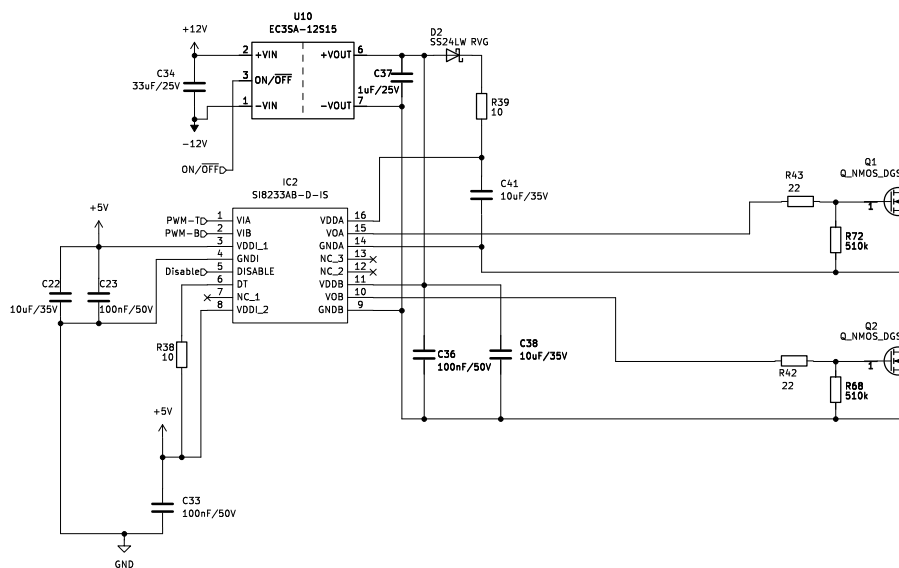 U10
EC3SA-12S15
+12V
2 +VIN
+VOUT 6
3 ON/OFF
1 -VIN
-VOUT 7
C34
33uF/25V
-12V
ON/OFF
C37
1uF/25V
D2
SS24LW RVG
R39
10
C41
10uF/35V
IC2
SI8233AB-D-IS
PWM-T 1 VIA
PWM-B 2 VIB
3 VDDI_1
4 GNDI
Disable 5 DISABLE
6 DT
7 NC_1
8 VDDI_2
VDDA 16
VOA 15
GNDA 14
NC_3 13
NC_2 12
VDDB 11
VOB 10
GNDB 9
+5V
C22
10uF/35V
C23
100nF/50V
R38
10
+5V
C33
100nF/50V
GND
C36
100nF/50V
C38
10uF/35V
R43
22
Q1
Q_NMOS_DGS
1
R72
510k
R42
22
Q2
Q_NMOS_DGS
1
R68
510k